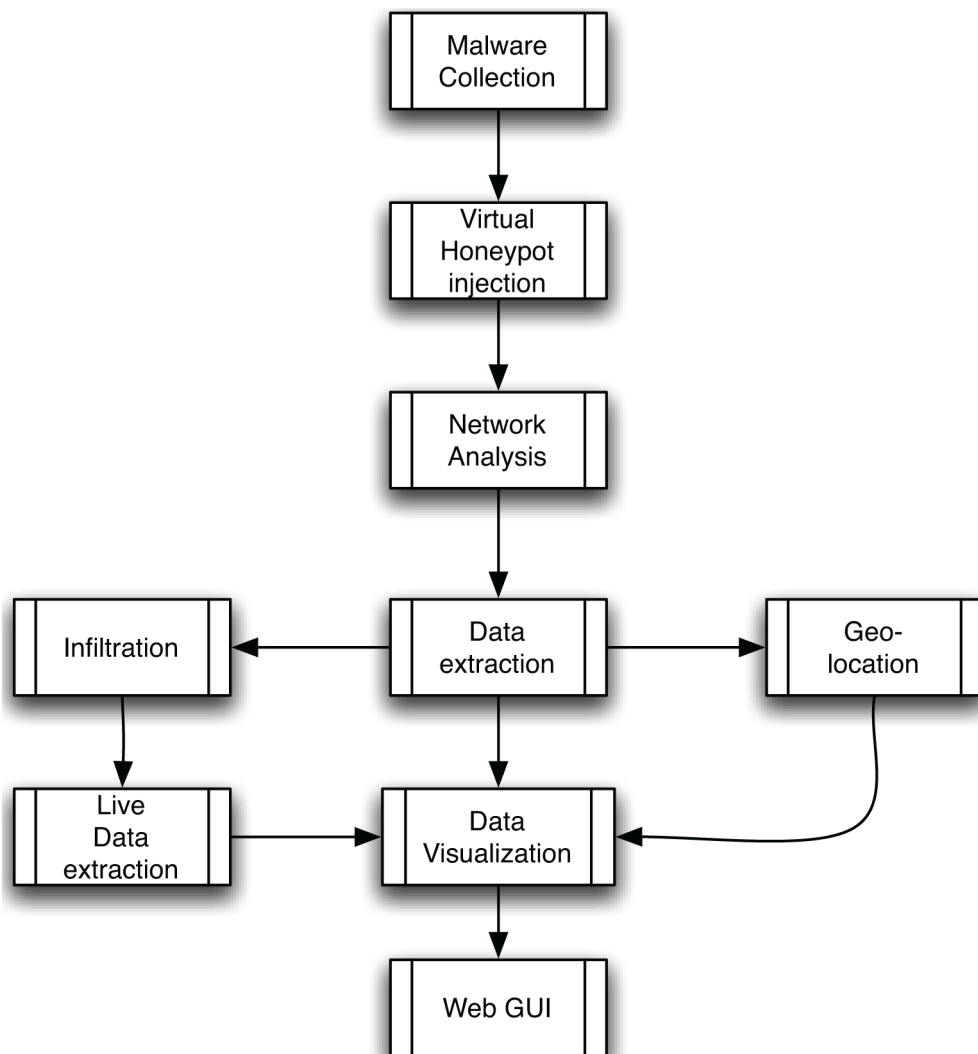 Malware
Collection
Virtual
Honeypot
injection
Network
Analysis
Infiltration
Data
extraction
Geo-
location
Live
Data
extraction
Data
Visualization
Web GUI